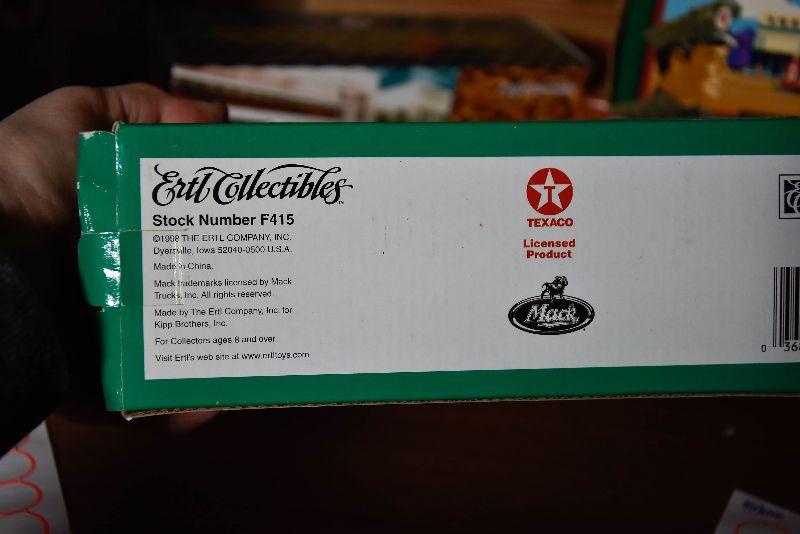 Ertl Collectibles™
Stock Number F415
©1998 THE ERTL COMPANY, INC.
Dyersville, Iowa 52040-0500 U.S.A.
Made in China.
Mack trademarks licensed by Mack
Trucks, Inc. All rights reserved.
Made by The Ertl Company, Inc. for
Kipp Brothers, Inc.
For Collectors ages 8 and over.
Visit Ertl's web site at www.ertltoys.com
T
TEXACO
Licensed
Product
Mack
0